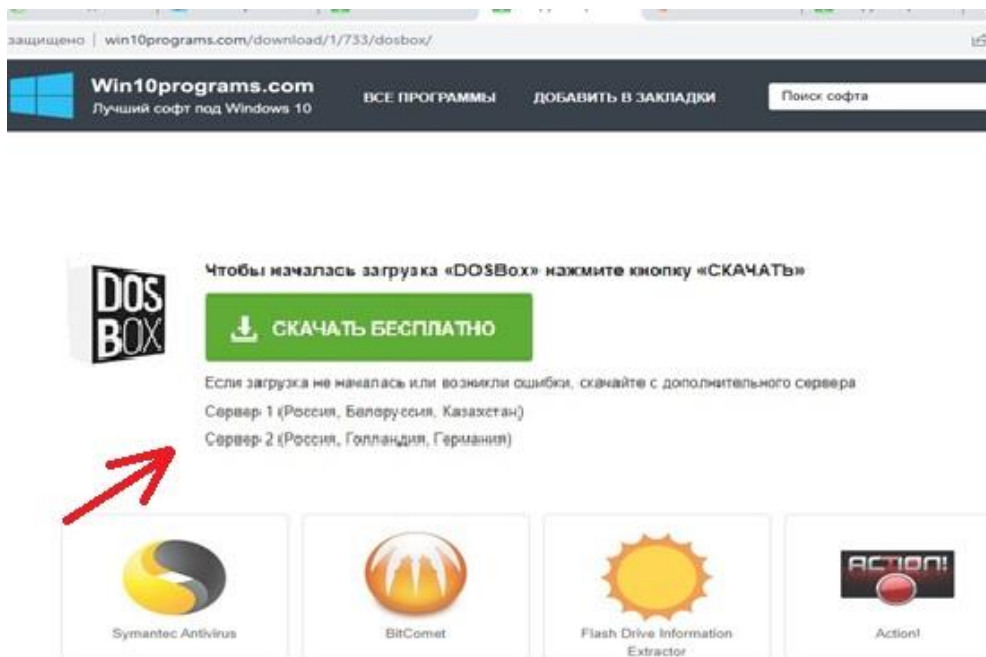 защищено | win10programs.com/download/1/733/dosbox/
Win10programs.com
Лучший софт под Windows 10
ВСЕ ПРОГРАММЫ
ДОБАВИТЬ В ЗАКЛАДКИ
Поиск софта
DOS
BOX
Чтобы началась загрузка «DOSBox» нажмите кнопку «СКАЧАТЬ»
СКАЧАТЬ БЕСПЛАТНО
Если загрузка не началась или возникли ошибки, скачайте с дополнительного сервера
Сервер 1 (Россия, Белоруссия, Казахстан)
Сервер 2 (Россия, Голландия, Германия)
ACTION!
Symantec Antivirus
BitComet
Flash Drive Information
Extractor
Action!